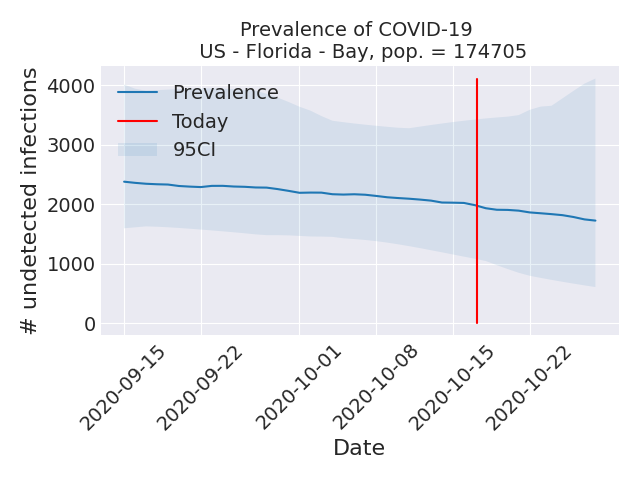 Prevalence of COVID-19
US - Florida - Bay, pop. = 174705
# undetected infections
4000
3000
2000
1000
0
Prevalence
Today
95CI
2020-09-15
2020-09-22
2020-10-01
2020-10-08
2020-10-15
2020-10-22
Date